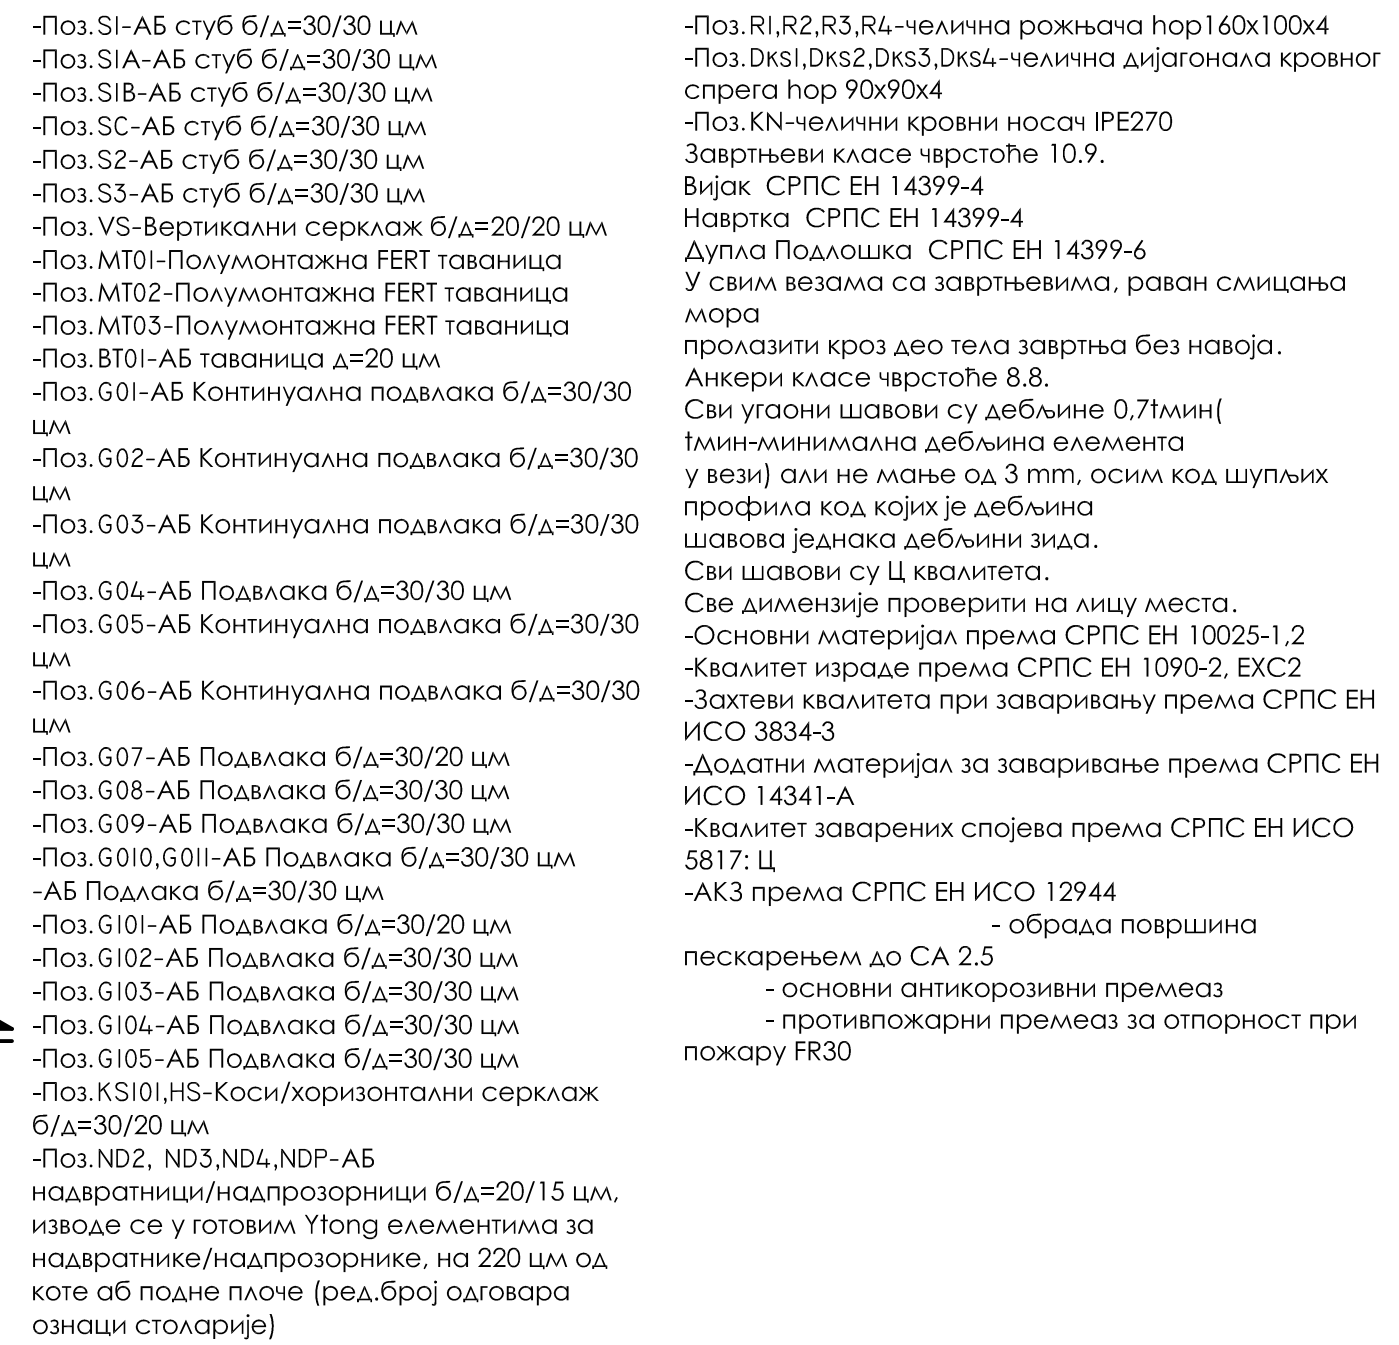 -Поз.S1-АБ стуб б/д=30/30 цм
-Поз.S1A-АБ стуб б/д=30/30 цм
-Поз.S1B-АБ стуб б/д=30/30 цм
-Поз.SC-АБ стуб б/д=30/30 цм
-Поз.S2-АБ стуб б/д=30/30 цм
-Поз.S3-АБ стуб б/д=30/30 цм
-Поз.VS-Вертикални серклаж б/д=20/20 цм
-Поз.MT01-Полумонтажна FERT таваница
-Поз.MT02-Полумонтажна FERT таваница
-Поз.MT03-Полумонтажна FERT таваница
-Поз.BT01-АБ таваница д=20 цм
-Поз.G01-АБ Континуална подвлака б/д=30/30
цм
-Поз.G02-АБ Континуална подвлака б/д=30/30
цм
-Поз.G03-АБ Континуална подвлака б/д=30/30
цм
-Поз.G04-АБ Подвлака б/д=30/30 цм
-Поз.G05-АБ Континуална подвлака б/д=30/30
цм
-Поз.G06-АБ Континуална подвлака б/д=30/30
цм
-Поз.G07-АБ Подвлака б/д=30/20 цм
-Поз.G08-АБ Подвлака б/д=30/30 цм
-Поз.G09-АБ Подвлака б/д=30/30 цм
-Поз.G010,G011-АБ Подвлака б/д=30/30 цм
-АБ Подлака б/д=30/30 цм
-Поз.G101-АБ Подвлака б/д=30/20 цм
-Поз.G102-АБ Подвлака б/д=30/30 цм
-Поз.G103-АБ Подвлака б/д=30/30 цм
-Поз.G104-АБ Подвлака б/д=30/30 цм
-Поз.G105-АБ Подвлака б/д=30/30 цм
-Поз.KS101,HS-Коси/хоризонтални серклаж
б/д=30/20 цм
-Поз.ND2, ND3,ND4,NDP-АБ
надвратници/надпрозорници б/д=20/15 цм,
изводе се у готовим Ytong елементима за
надвратнике/надпрозорнике, на 220 цм од
коте аб подне плоче (ред.број одговара
ознаци столарије)
-Поз.R1,R2,R3,R4-челична рожњача hop160x100x4
-Поз.Dкs1,Dкs2,Dкs3,Dкs4-челична дијагонала кровног
спрега hop 90x90x4
-Поз.KN-челични кровни носач IPE270
Завртњеви класе чврстоће 10.9.
Вијак СРПС ЕН 14399-4
Навртка СРПС ЕН 14399-4
Дупла Подлошка СРПС ЕН 14399-6
У свим везама са завртњевима, раван смицања
мора
пролазити кроз део тела завртња без навоја.
Анкери класе чврстоће 8.8.
Сви угаони шавови су дебљине 0,7tмин(
tмин-минимална дебљина елемента
у вези) али не мање од 3 mm, осим код шупљих
профила код којих је дебљина
шавова једнака дебљини зида.
Сви шавови су Ц квалитета.
Све димензије проверити на лицу места.
-Основни материјал према СРПС ЕН 10025-1,2
-Квалитет израде према СРПС ЕН 1090-2, EXC2
-Захтеви квалитета при заваривању према СРПС ЕН
ИСО 3834-3
-Додатни материјал за заваривање према СРПС ЕН
ИСО 14341-А
-Квалитет заварених спојева према СРПС ЕН ИСО
5817: Ц
-АКЗ према СРПС ЕН ИСО 12944
- обрада површина
пескарењем до СА 2.5
- основни антикорозивни премеаз
- противпожарни премеаз за отпорност при
пожару FR30